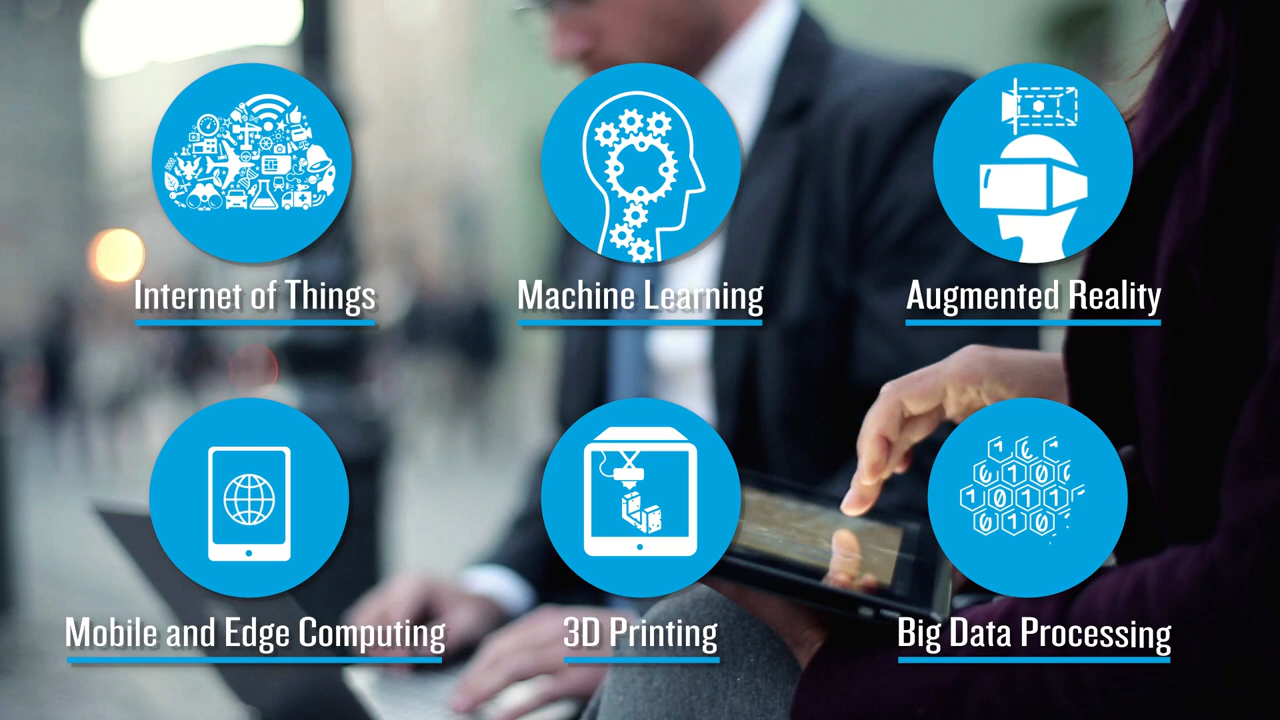 Internet of Things
Machine Learning
Augmented Reality
Mobile and Edge Computing
3D Printing
Big Data Processing